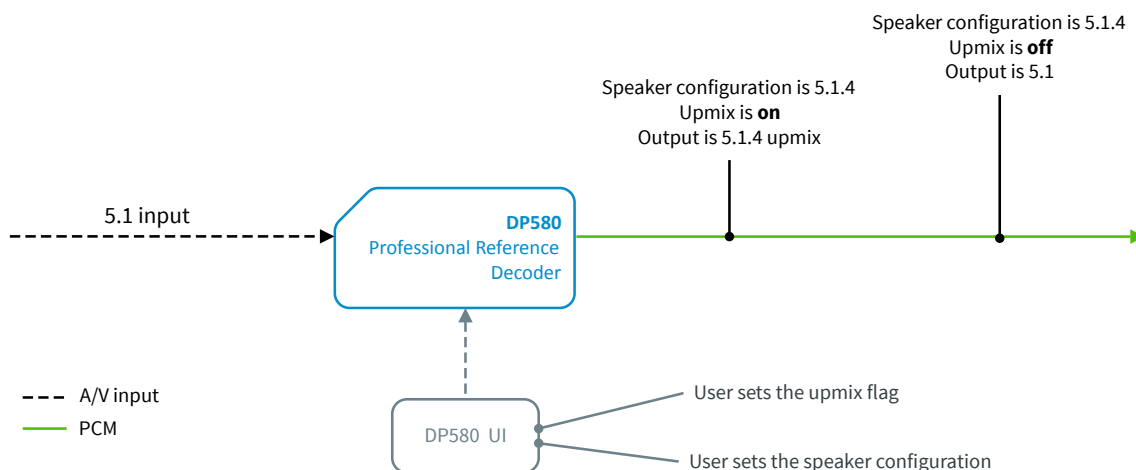 Speaker configuration is 5.1.4
Upmix is off
Output is 5.1
Speaker configuration is 5.1.4
Upmix is on
Output is 5.1.4 upmix
5.1 input
DP580
Professional Reference
Decoder
A/V input
PCM
DP580 UI
User sets the upmix flag
User sets the speaker configuration